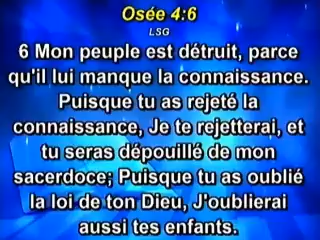 Osée 4:6
LSG
6 Mon peuple est détruit, parce
qu'il lui manque la connaissance.
Puisque tu as rejeté la
connaissance, Je te rejetterai, et
tu seras dépouillé de mon
sacerdoce; Puisque tu as oublié
la loi de ton Dieu, J'oublierai
aussi tes enfants.